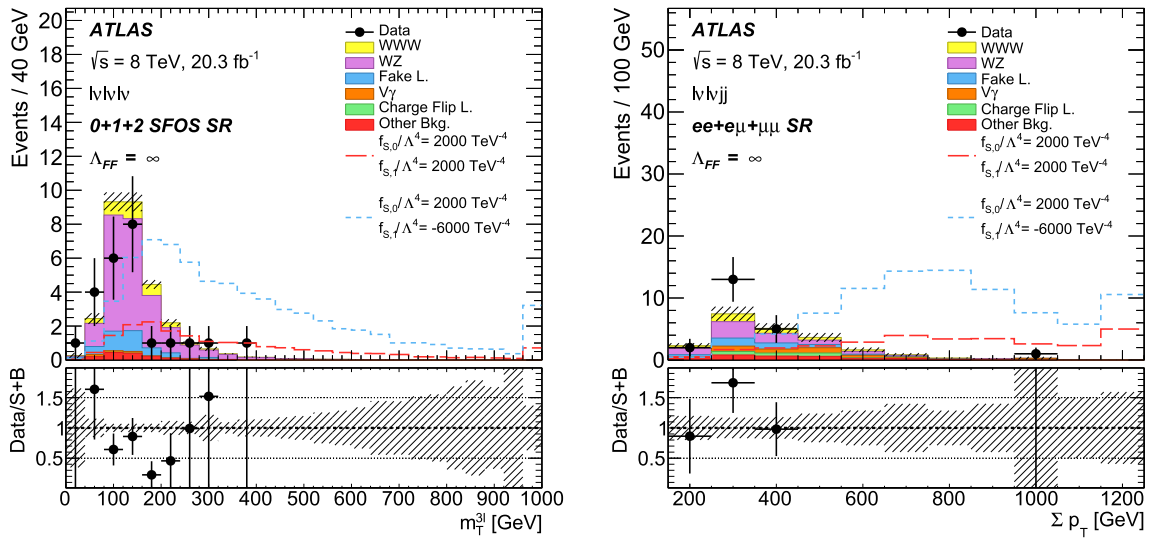 ATLAS
√s = 8 TeV, 20.3 fb⁻¹
lνlνlν
0+1+2 SFOS SR
Λ_FF = ∞
Data
WWW
WZ
Fake L.
Vγ
Charge Flip L.
Other Bkg.
f_S,0/Λ⁴= 2000 TeV⁻⁴
f_S,1/Λ⁴= 2000 TeV⁻⁴
f_S,0/Λ⁴= 2000 TeV⁻⁴
f_S,1/Λ⁴= -6000 TeV⁻⁴
Events / 40 GeV
20
18
16
14
12
10
8
6
4
2
0
Data/S+B
1.5
1
0.5
0 100 200 300 400 500 600 700 800 900 1000
m_T^3l [GeV]
ATLAS
√s = 8 TeV, 20.3 fb⁻¹
lνlνjj
ee+eμ+μμ SR
Λ_FF = ∞
Data
WWW
WZ
Fake L.
Vγ
Charge Flip L.
Other Bkg.
f_S,0/Λ⁴= 2000 TeV⁻⁴
f_S,1/Λ⁴= 2000 TeV⁻⁴
f_S,0/Λ⁴= 2000 TeV⁻⁴
f_S,1/Λ⁴= -6000 TeV⁻⁴
Events / 100 GeV
50
40
30
20
10
0
Data/S+B
1.5
1
0.5
200 400 600 800 1000 1200
Σ p_T [GeV]